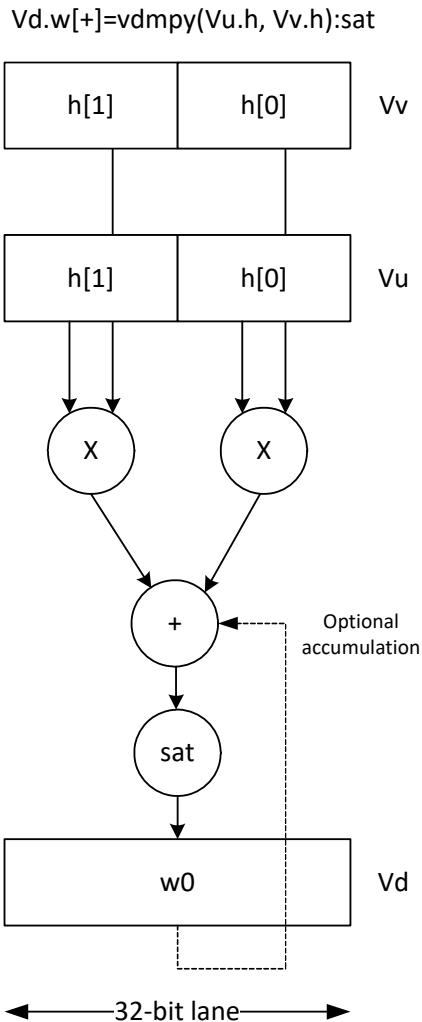 Vd.w[+]=vdmpy(Vu.h, Vv.h):sat
h[1] h[0] Vv
h[1] h[0] Vu
X X
+
Optional
accumulation
sat
w0 Vd
32-bit lane